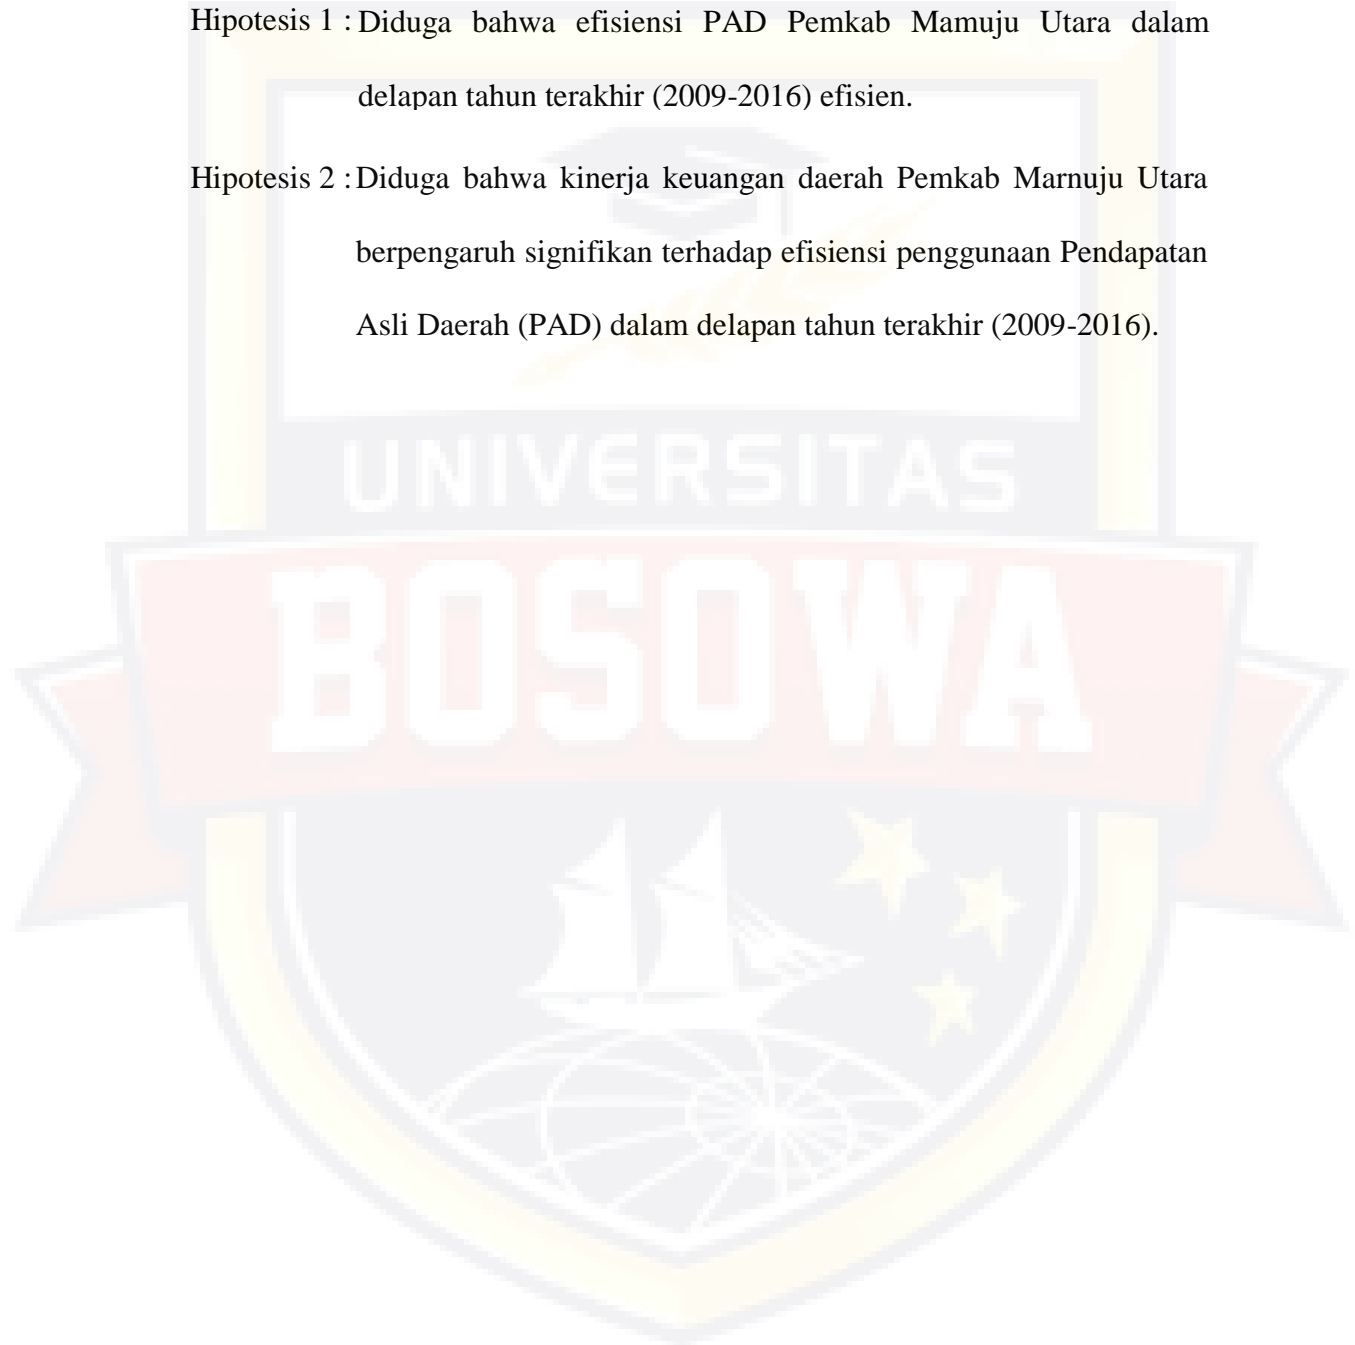 Hipotesis 1 : Diduga bahwa efisiensi PAD Pemkab Mamuju Utara dalam
delapan tahun terakhir (2009-2016) efisien.
Hipotesis 2 : Diduga bahwa kinerja keuangan daerah Pemkab Marnuju Utara
berpengaruh signifikan terhadap efisiensi penggunaan Pendapatan
Asli Daerah (PAD) dalam delapan tahun terakhir (2009-2016).
UNIVERSITAS
BOSOWA